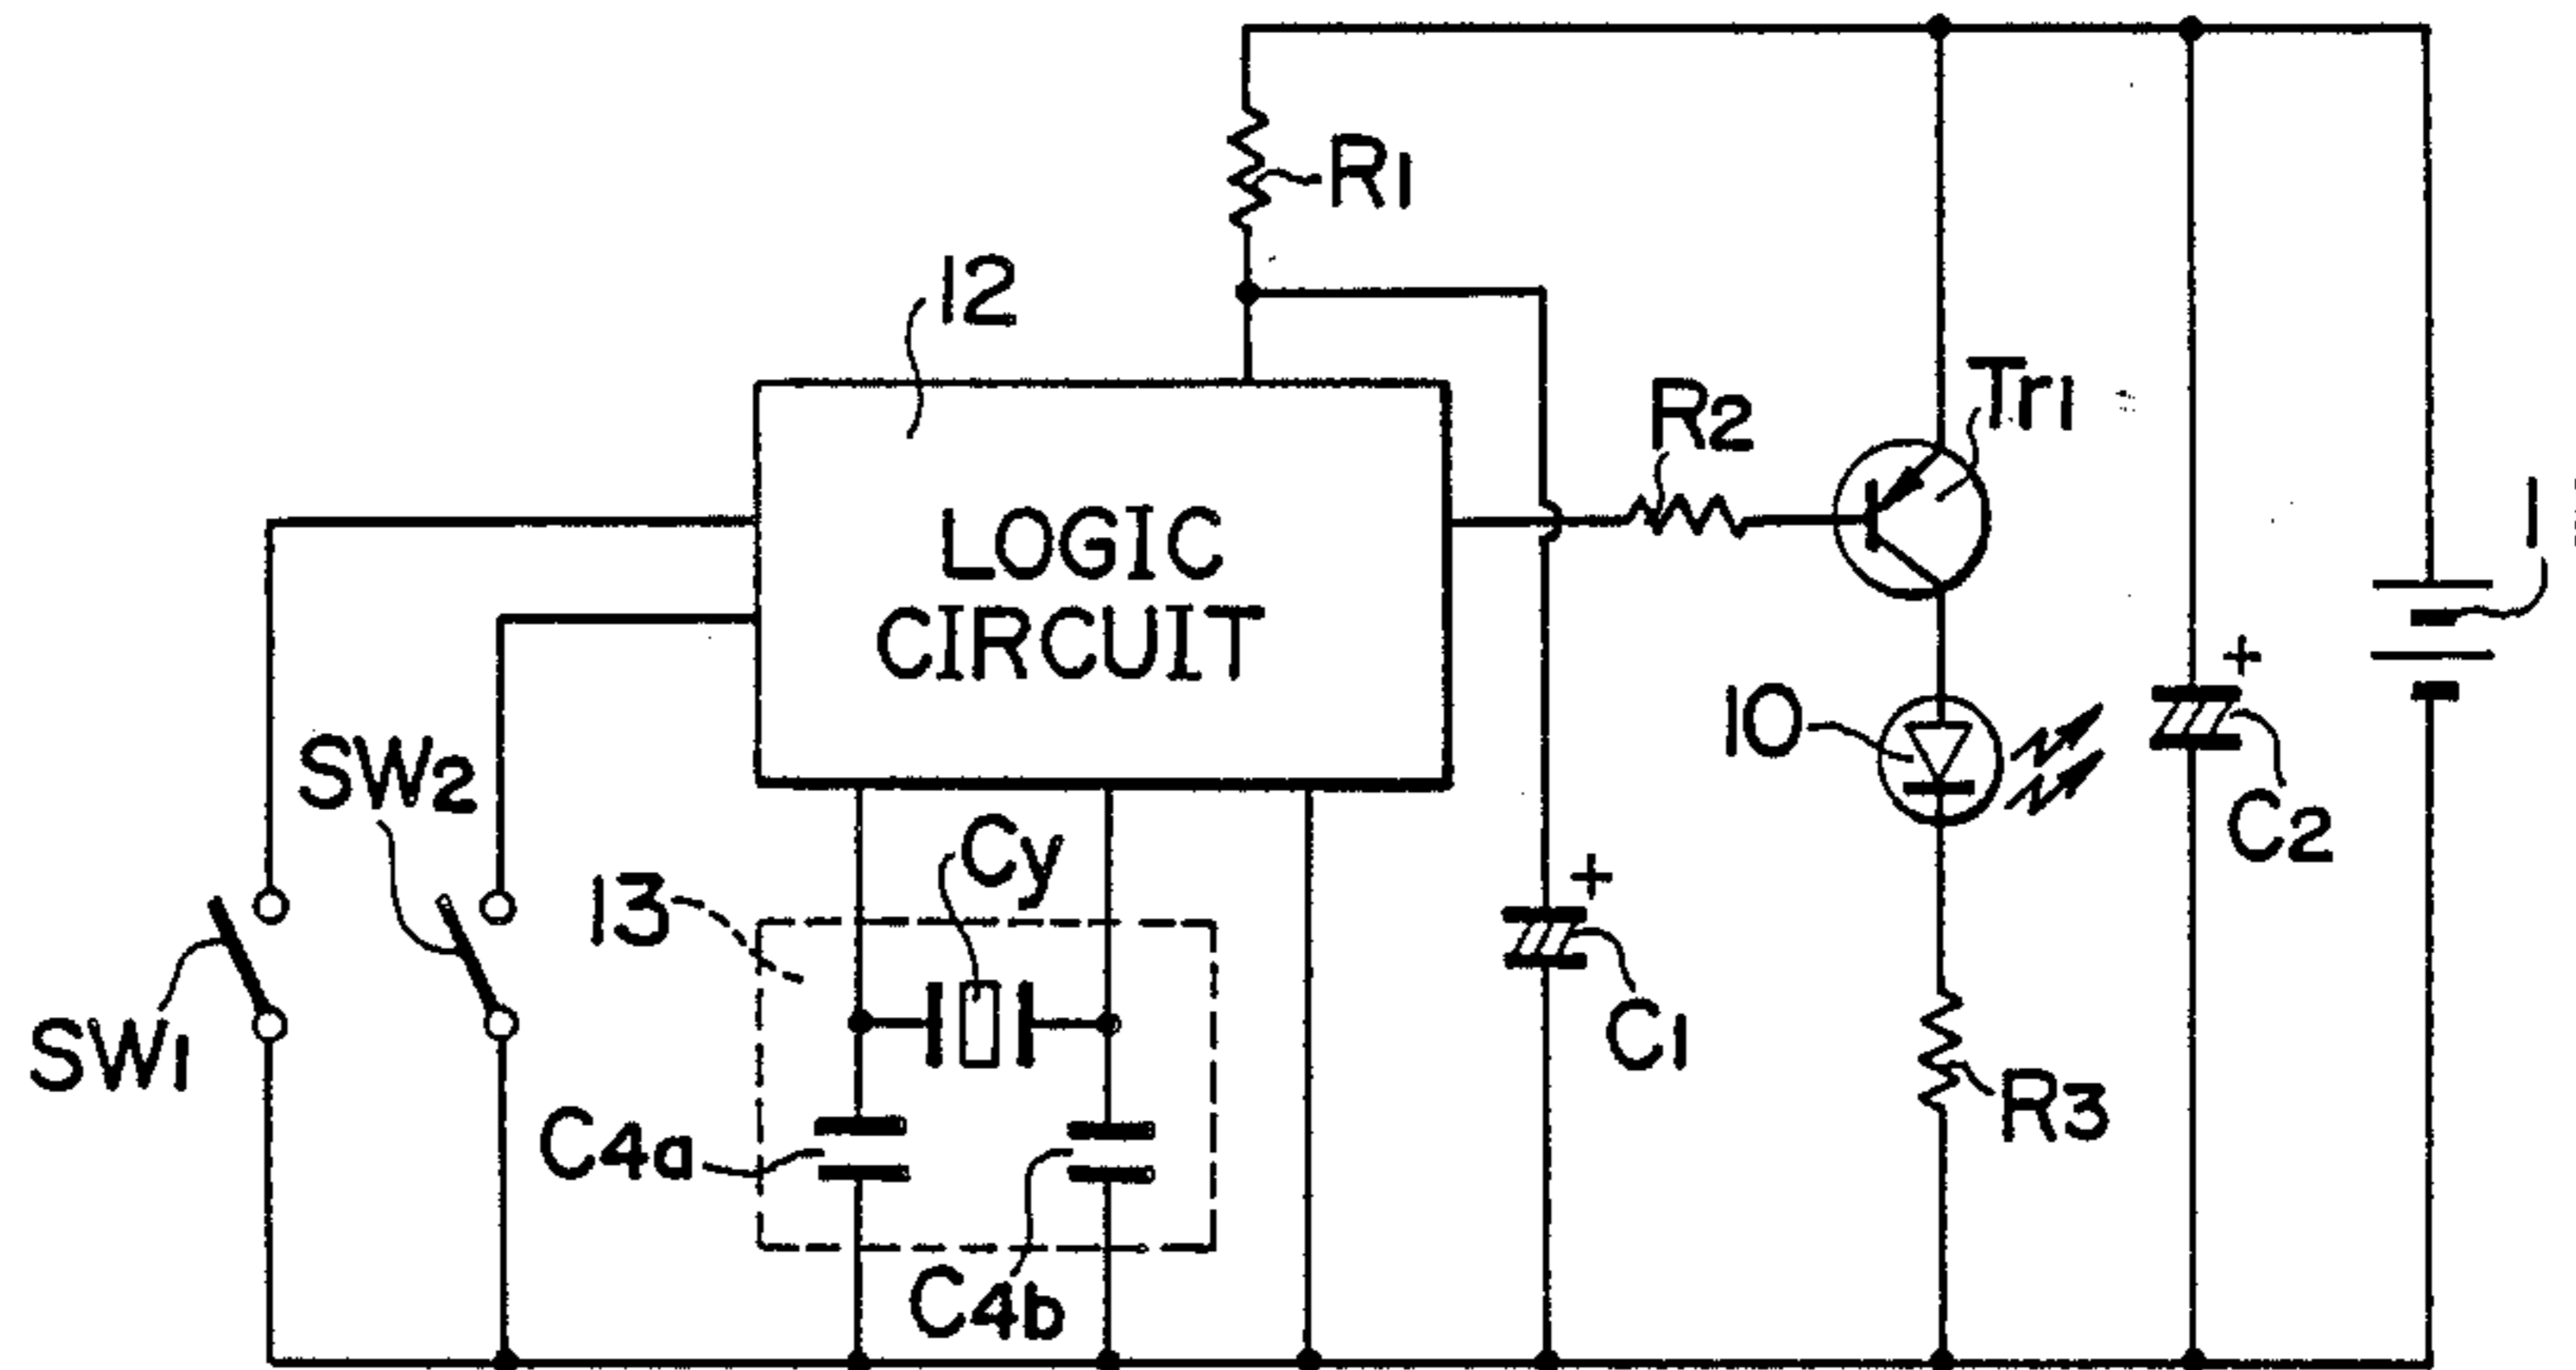 R1
12
Tr1
R2
1
LOGIC
CIRCUIT
10
SW2
C2
Cy
13
C1
SW1
R3
C4a
C4b
+
+